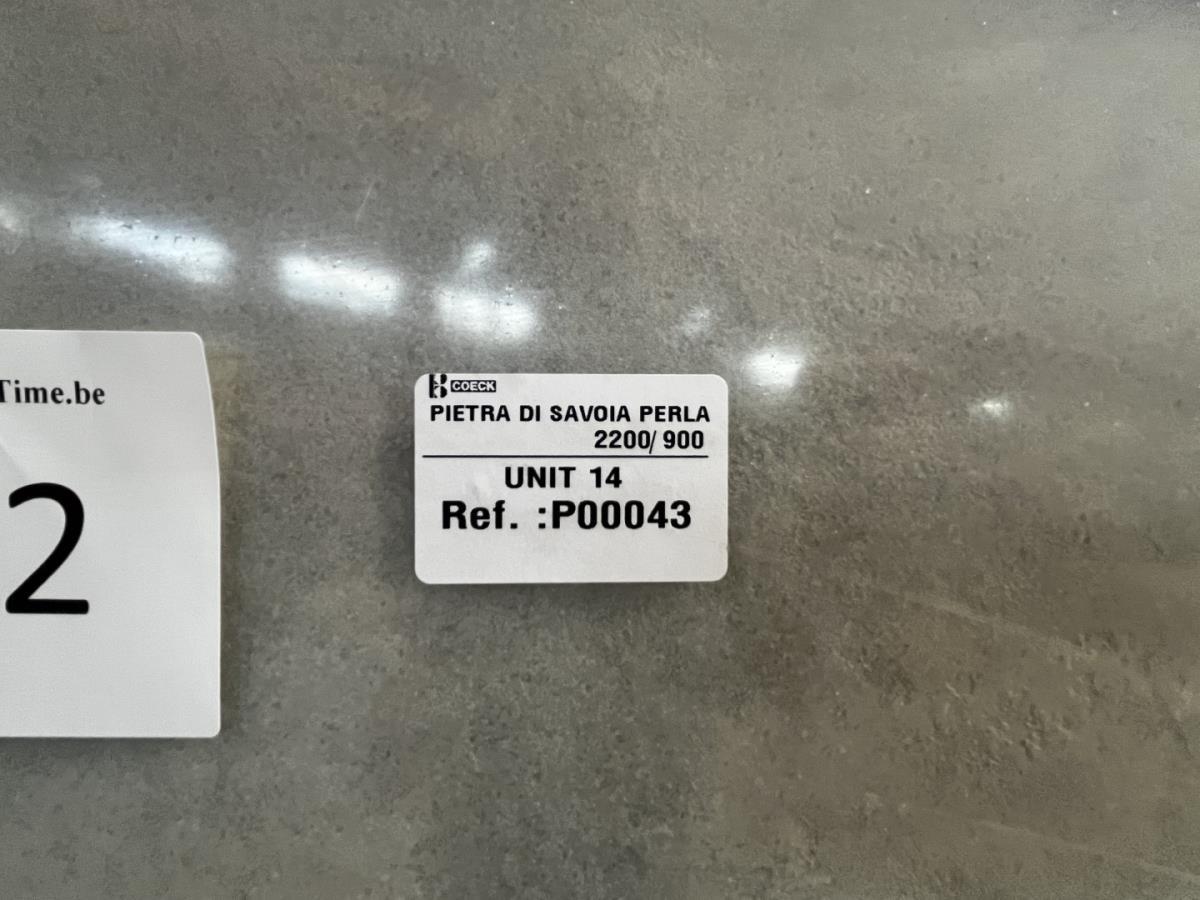 Time.be
2
COECK
PIETRA DI SAVOIA PERLA
2200/ 900
UNIT 14
Ref. :P00043